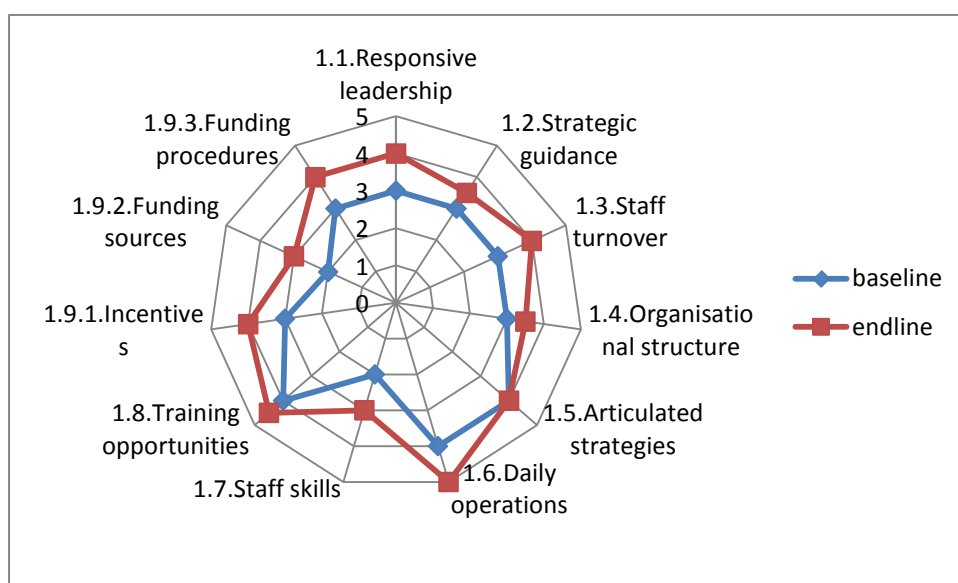 1.1.Responsive
leadership
1.2.Strategic
guidance
1.3.Staff
turnover
1.4.Organisatio
nal structure
1.5.Articulated
strategies
1.6.Daily
operations
1.7.Staff skills
1.8.Training
opportunities
1.9.1.Incentive
s
1.9.2.Funding
sources
1.9.3.Funding
procedures
5
4
3
2
1
0
baseline
endline